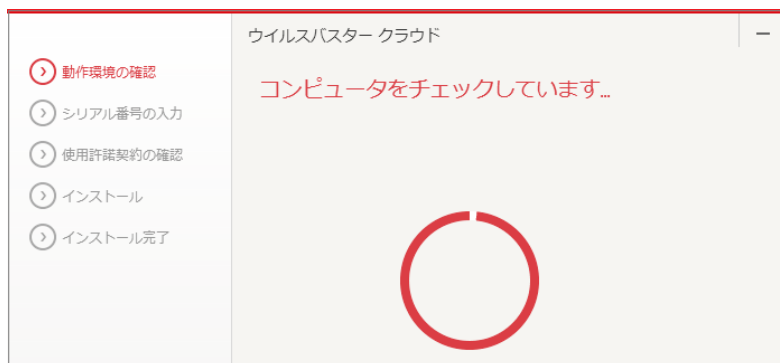 ウイルスバスター クラウド
動作環境の確認
シリアル番号の入力
使用許諾契約の確認
インストール
インストール完了
コンピュータをチェックしています...